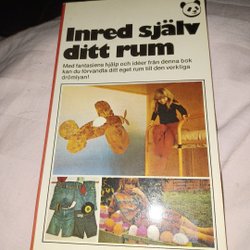 Inred själv
ditt rum
Med fantasiens hjälp och idéer från denna bok
kan du förvandla ditt eget rum till den verkliga
drömlyan!